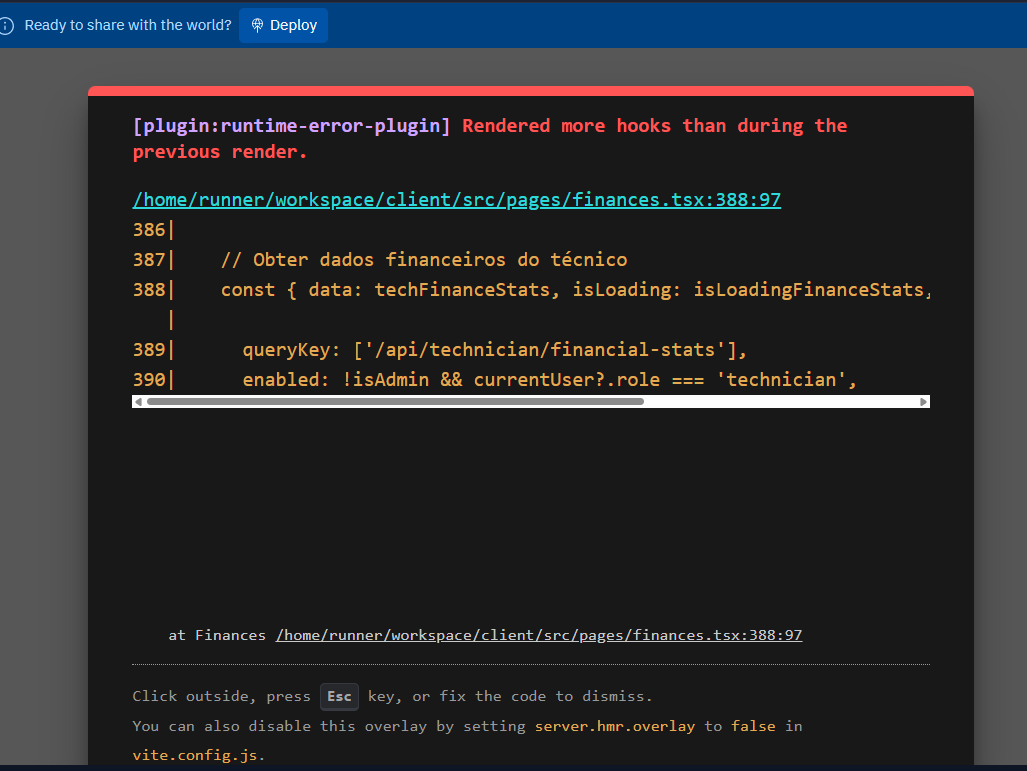 Ready to share with the world? Deploy
[plugin:runtime-error-plugin] Rendered more hooks than during the
previous render.
/home/runner/workspace/client/src/pages/finances.tsx:388:97
386|
387|    // Obter dados financeiros do técnico
388|    const { data: techFinanceStats, isLoading: isLoadingFinanceStats,
   |
389|      queryKey: ['/api/technician/financial-stats'],
390|      enabled: !isAdmin && currentUser?.role === 'technician',
at Finances /home/runner/workspace/client/src/pages/finances.tsx:388:97
Click outside, press Esc key, or fix the code to dismiss.
You can also disable this overlay by setting server.hmr.overlay to false in
vite.config.js.